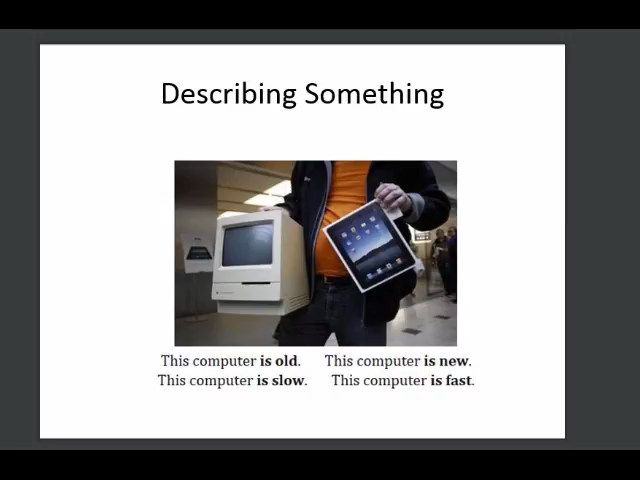 Describing Something
This computer is old. This computer is new.
This computer is slow. This computer is fast.